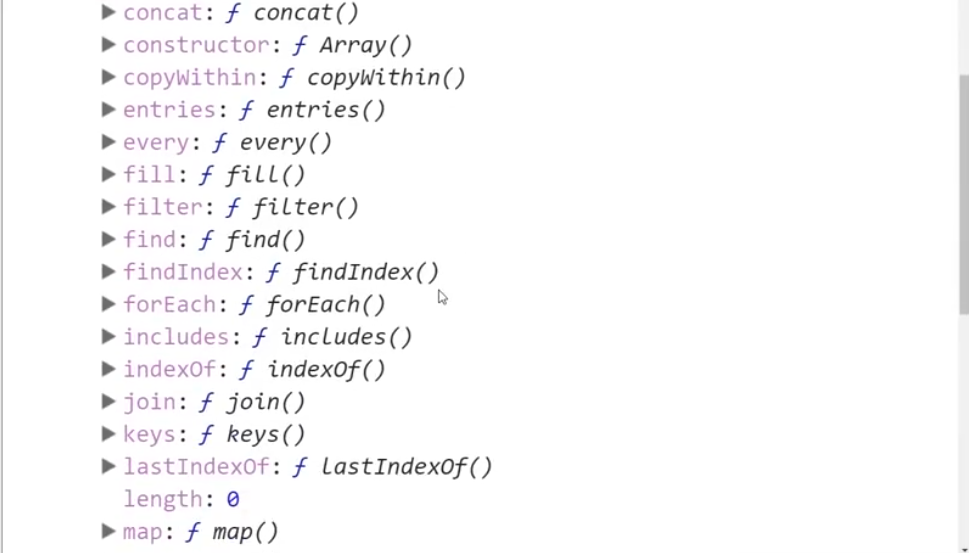 concat: ƒ concat()
constructor: ƒ Array()
copyWithin: ƒ copyWithin()
entries: ƒ entries()
every: ƒ every()
fill: ƒ fill()
filter: ƒ filter()
find: ƒ find()
findIndex: ƒ findIndex()
forEach: ƒ forEach()
includes: ƒ includes()
indexOf: ƒ indexOf()
join: ƒ join()
keys: ƒ keys()
lastIndexOf: ƒ lastIndexOf()
length: 0
map: ƒ map()